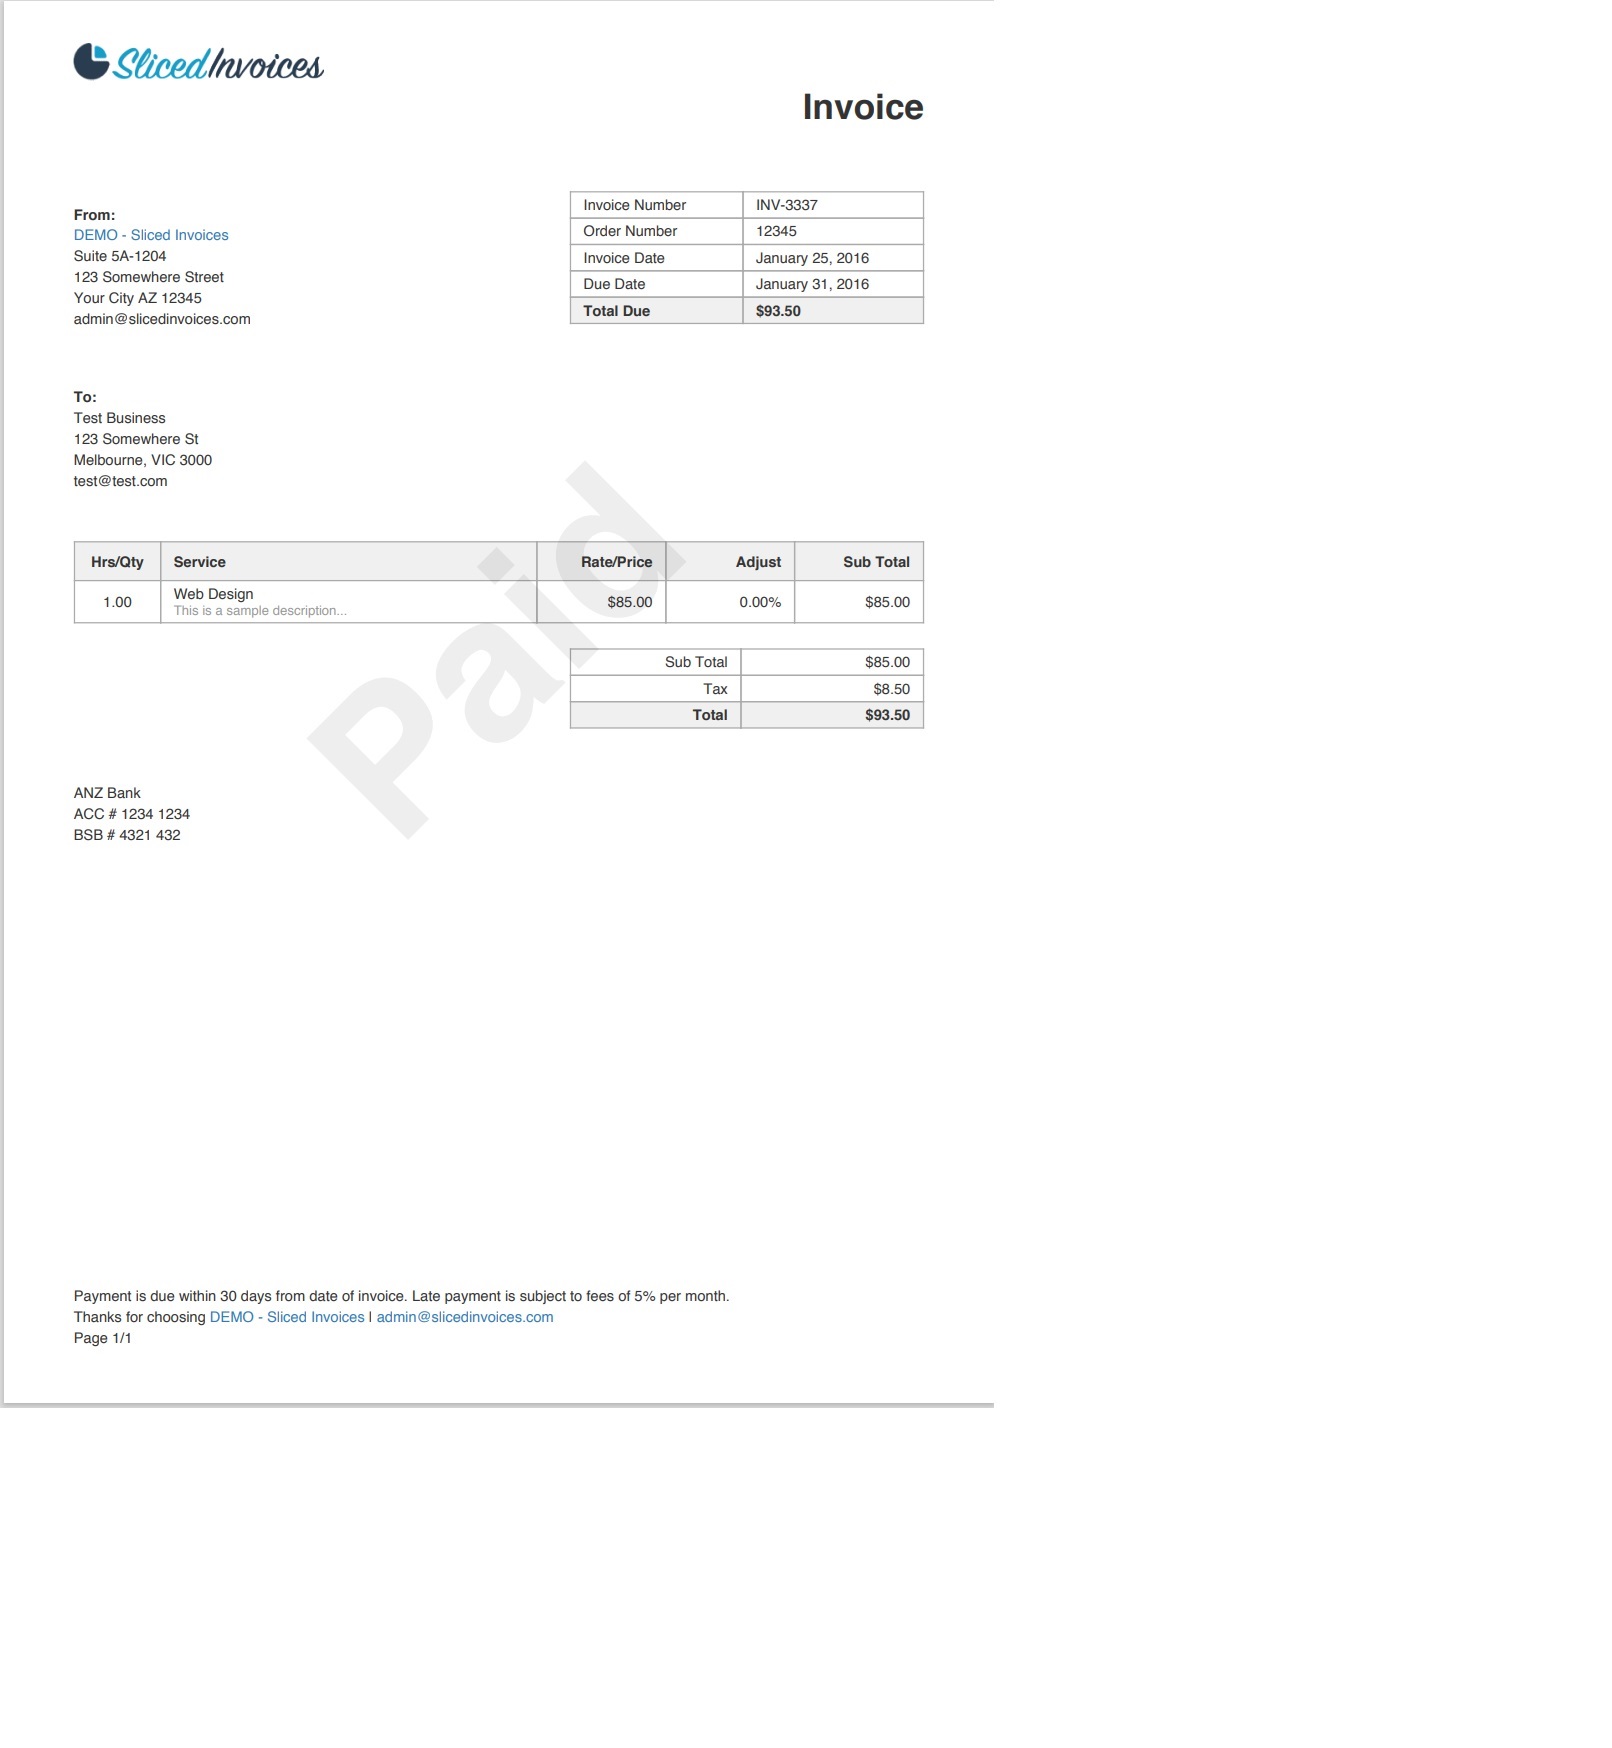 SlicedInvoices
Invoice
From:
DEMO - Sliced Invoices
Suite 5A-1204
123 Somewhere Street
Your City AZ 12345
admin@slicedinvoices.com
Invoice Number INV-3337
Order Number 12345
Invoice Date January 25, 2016
Due Date January 31, 2016
Total Due $93.50
To:
Test Business
123 Somewhere St
Melbourne, VIC 3000
test@test.com
Paid
Hrs/Qty Service Rate/Price Adjust Sub Total
1.00 Web Design $85.00 0.00% $85.00
This is a sample description...
Sub Total $85.00
Tax $8.50
Total $93.50
ANZ Bank
ACC # 1234 1234
BSB # 4321 432
Payment is due within 30 days from date of invoice. Late payment is subject to fees of 5% per month.
Thanks for choosing DEMO - Sliced Invoices | admin@slicedinvoices.com
Page 1/1